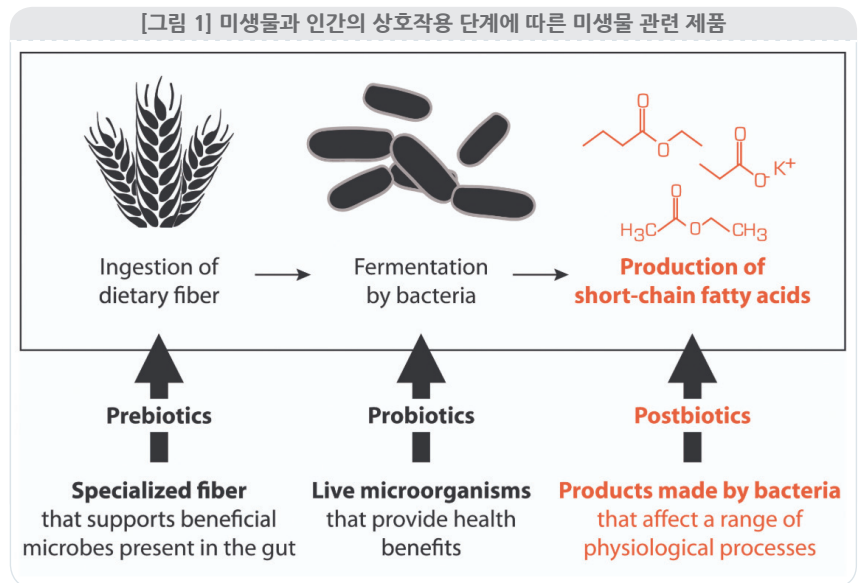 [그림 1] 미생물과 인간의 상호작용 단계에 따른 미생물 관련 제품
O
O
O
O⁻ K⁺
O
H₃C O CH₃
Ingestion of
dietary fiber
Fermentation
by bacteria
Production of
short-chain fatty acids
Prebiotics
Probiotics
Postbiotics
Specialized fiber
that supports beneficial
microbes present in the gut
Live microorganisms
that provide health
benefits
Products made by bacteria
that affect a range of
physiological processes